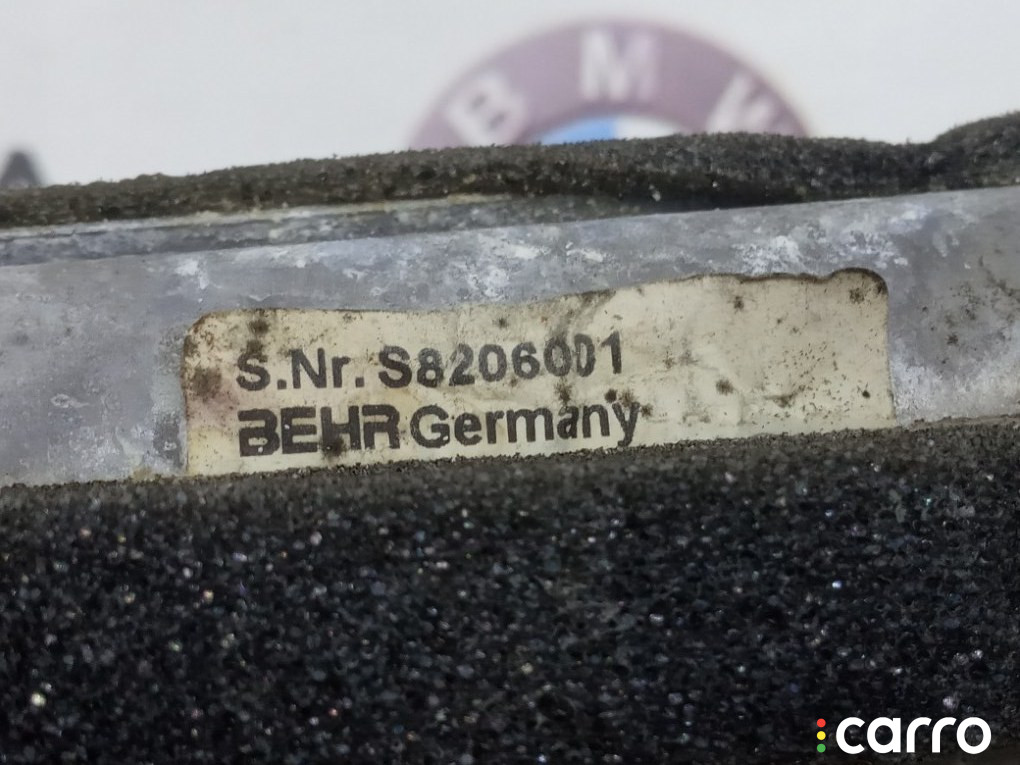 BMW
S.Nr. S8206001
BEHR Germany
carro